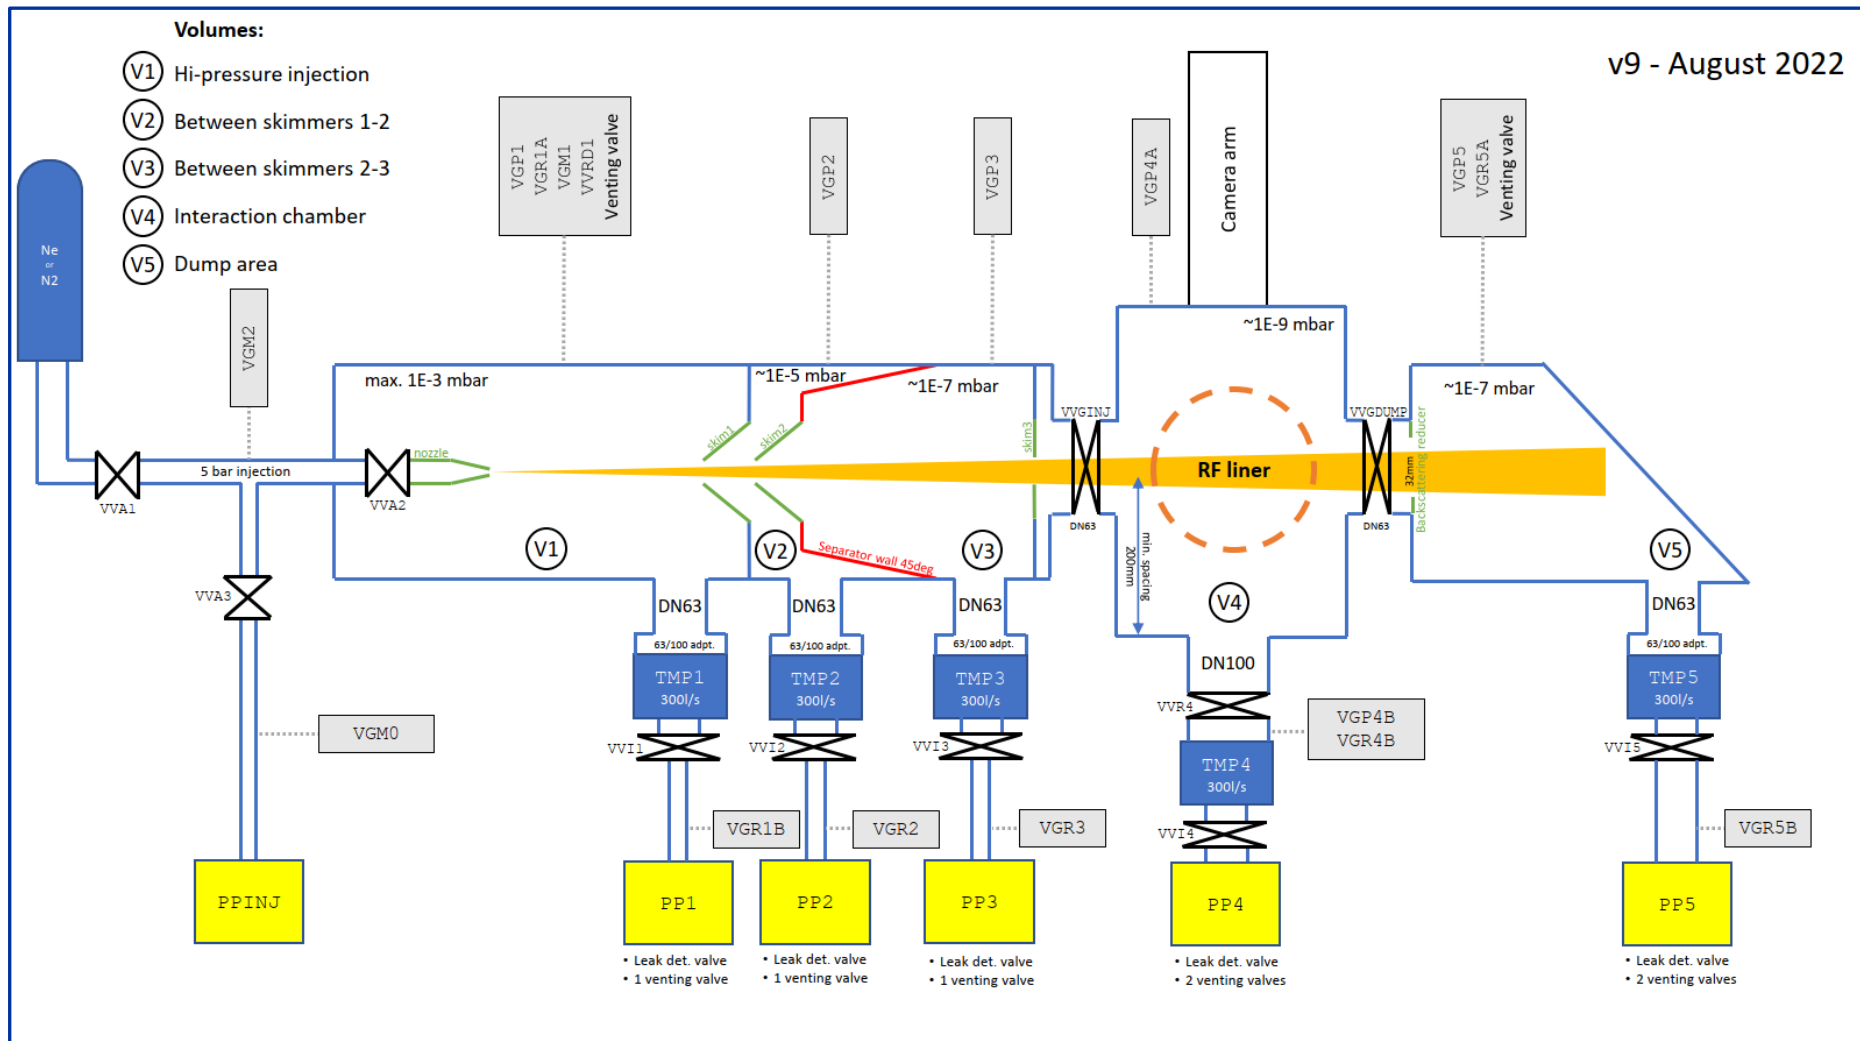 Volumes:
V1 Hi-pressure injection
V2 Between skimmers 1-2
V3 Between skimmers 2-3
V4 Interaction chamber
V5 Dump area
v9 - August 2022
Ne
or
N2
VGM2
VGP1
VGR1A
VGM1
VVRD1
Venting valve
VGP2
VGP3
VGP4A
Camera arm
VGP5
VGR5A
Venting valve
max. 1E-3 mbar
~1E-5 mbar
~1E-7 mbar
~1E-9 mbar
~1E-7 mbar
VVGINJ
VVGDUMP
skim1
skim2
skim3
nozzle
5 bar injection
VVA1
VVA2
RF liner
32mm
Backscattering reducer
DN63
DN63
V1
V2
V3
V4
V5
Separator wall 45deg
min. spacing
200mm
VVA3
DN63
DN63
DN63
DN63
63/100 adpt.
63/100 adpt.
63/100 adpt.
63/100 adpt.
DN100
TMP1
300l/s
TMP2
300l/s
TMP3
300l/s
TMP5
300l/s
VVR4
VGP4B
VGR4B
VGM0
VVI1
VVI2
VVI3
VVI5
TMP4
300l/s
VVI4
VGR1B
VGR2
VGR3
VGR5B
PPINJ
PP1
PP2
PP3
PP4
PP5
• Leak det. valve
• 1 venting valve
• Leak det. valve
• 1 venting valve
• Leak det. valve
• 1 venting valve
• Leak det. valve
• 2 venting valves
• Leak det. valve
• 2 venting valves